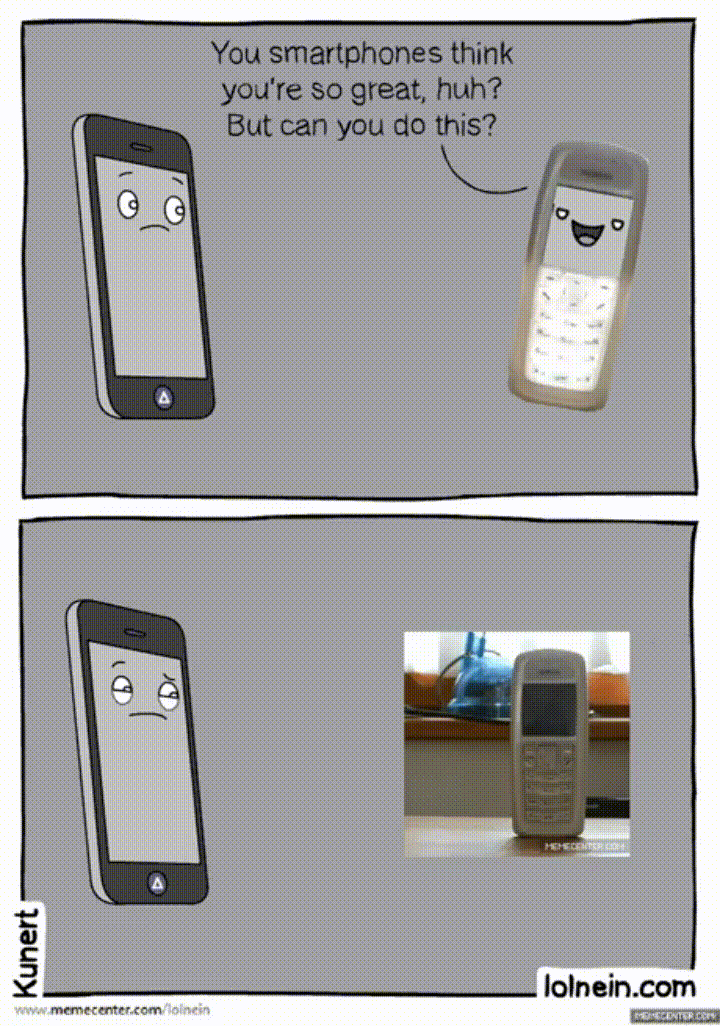 You smartphones think
you're so great, huh?
But can you do this?
MEMECENTER.COM
Kunert
lolnein.com
www.memecenter.com/lolnein
MEMECENTER.COM